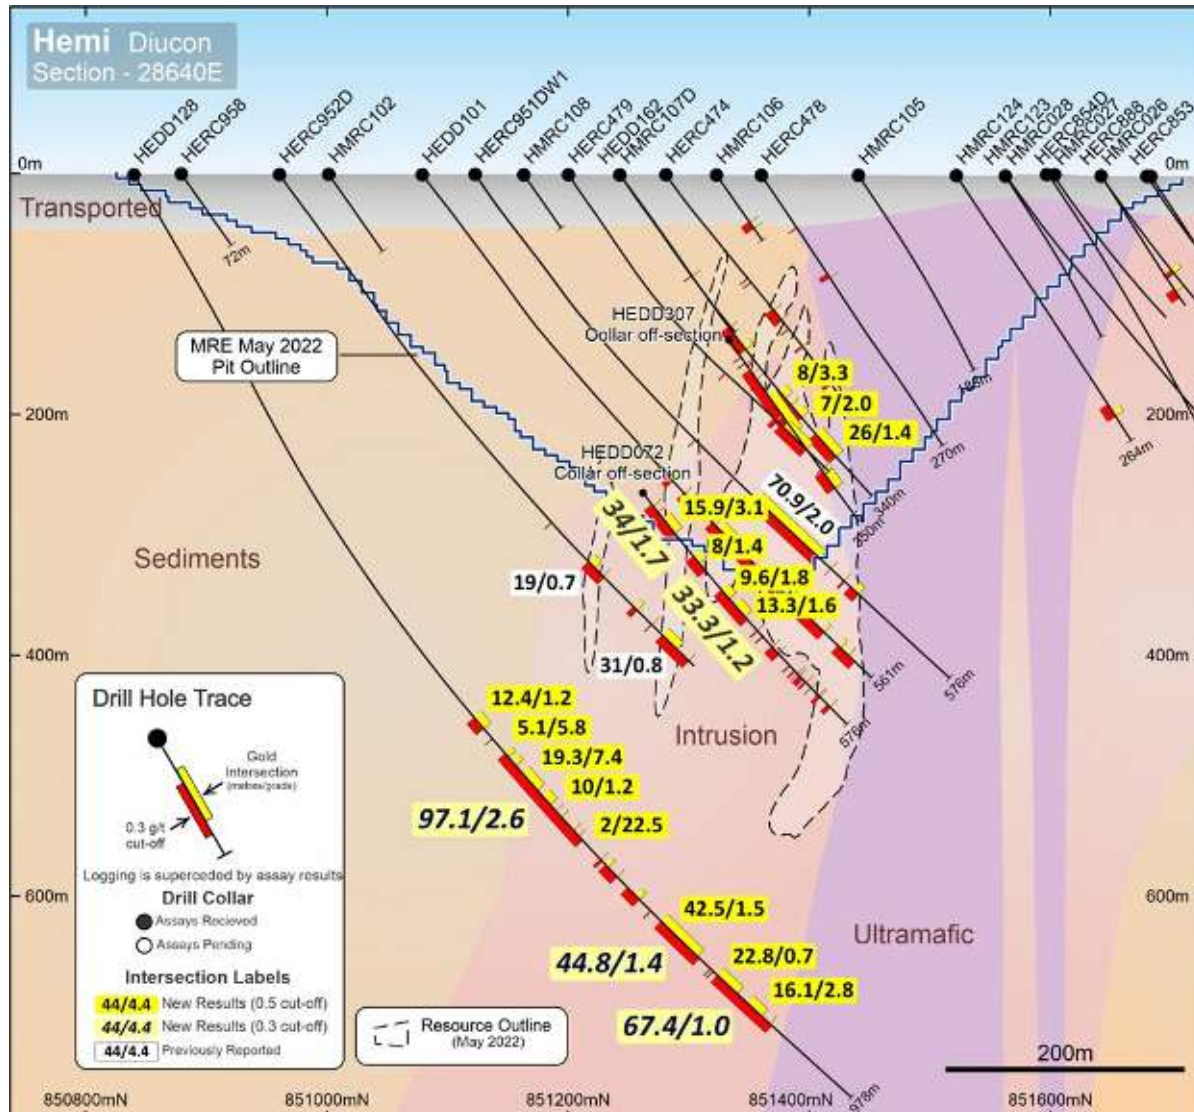 Hemi Diucon
Section - 28640E
HEDD128
HERC958
HERC952D
HMRC102
HEDD101
HERC951DW1
HMRC108
HERC479
HEDD162
HMRC107D
HERC474
HMRC106
HERC478
HMRC105
HMRC124
HMRC123
HMRC028
HERC854D
HMRC027
HERC888
HMRC026
HERC853
0m
0m
Transported
72m
HEDD307
Collar off-section
MRE May 2022
Pit Outline
8/3.3
7/2.0
26/1.4
200m
200m
270m
264m
HEDD072
Collar off-section
70.9/2.0
340m
350m
15.9/3.1
34/1.7
8/1.4
Sediments
19/0.7
9.6/1.8
13.3/1.6
33.3/1.2
400m
31/0.8
400m
561m
576m
576m
Intrusion
12.4/1.2
5.1/5.8
19.3/7.4
10/1.2
97.1/2.6
2/22.5
600m
600m
42.5/1.5
Ultramafic
44.8/1.4
22.8/0.7
16.1/2.8
67.4/1.0
978m
Drill Hole Trace
Gold
Intersection
(metres/grade)
0.3 g/t
cut-off
Logging is superceded by assay results
Drill Collar
Assays Recieved
Assays Pending
Intersection Labels
44/4.4 New Results (0.5 cut-off)
44/4.4 New Results (0.3 cut-off)
44/4.4 Previously Reported
Resource Outline
(May 2022)
200m
850800mN
851000mN
851200mN
851400mN
851600mN